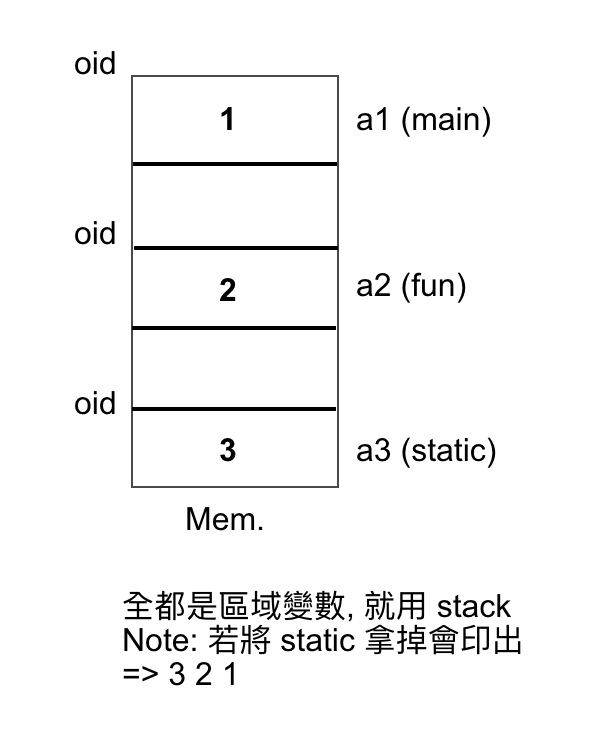 oid
1 a1 (main)
oid
2 a2 (fun)
oid
3 a3 (static)
Mem.
全都是區域變數, 就用 stack
Note: 若將 static 拿掉會印出
=> 3 2 1